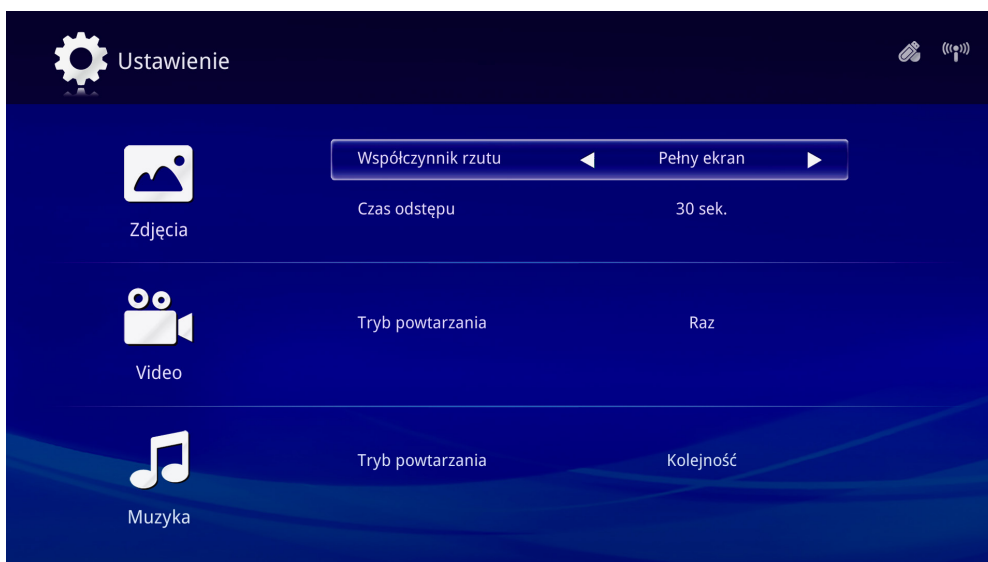 Ustawienie
Współczynnik rzutu Pełny ekran
Czas odstępu 30 sek.
Zdjęcia
Tryb powtarzania Raz
Video
Tryb powtarzania Kolejność
Muzyka